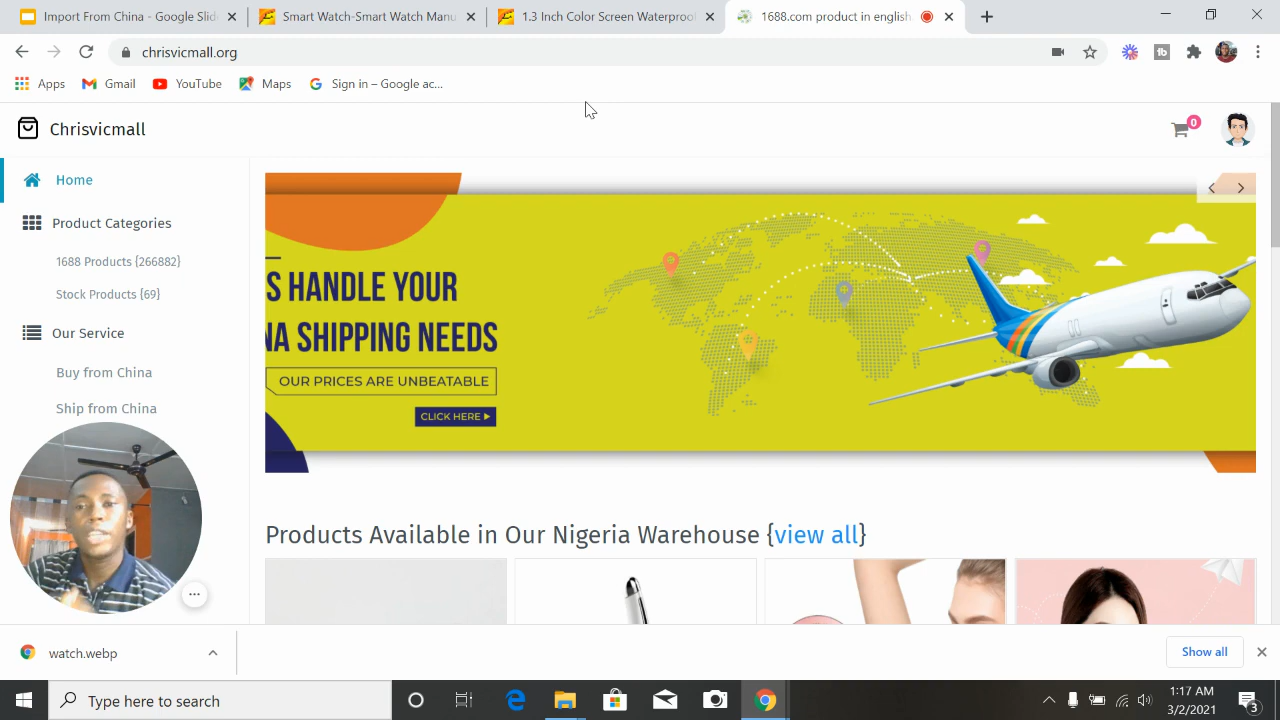 Import From China - Google Slid
Smart Watch-Smart Watch Manu
1.3 Inch Color Screen Waterproo
1688.com product in english
chrisvicmall.org
Apps
Gmail
YouTube
Maps
Sign in – Google ac...
Chrisvicmall
0
Home
Product Categories
1688 Products {266882}
Stock Products {69}
Our Service
Buy from China
Ship from China
S HANDLE YOUR
NA SHIPPING NEEDS
OUR PRICES ARE UNBEATABLE
CLICK HERE
Products Available in Our Nigeria Warehouse {view all}
watch.webp
Show all
Type here to search
1:17 AM
3/2/2021
3